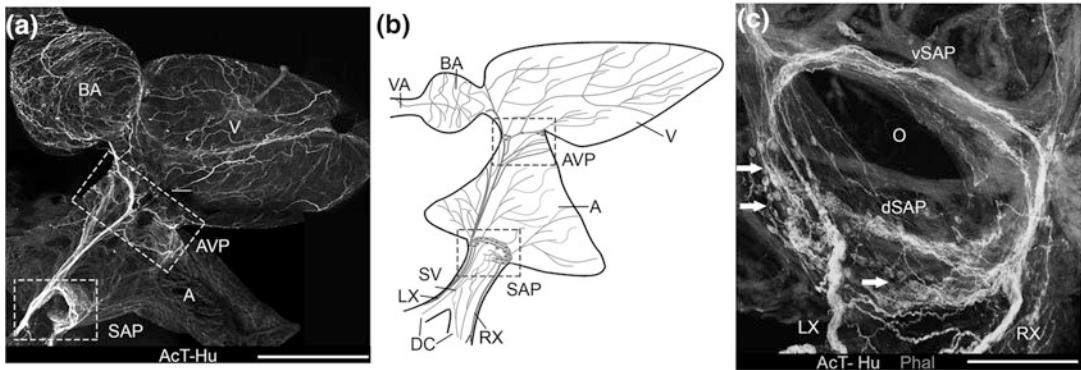 (a)
BA
V
AVP
A
SAP
AcT-Hu
(b)
BA
VA
V
AVP
A
SV
SAP
LX
DC
RX
(c)
vSAP
O
dSAP
LX
RX
AcT- Hu Phal